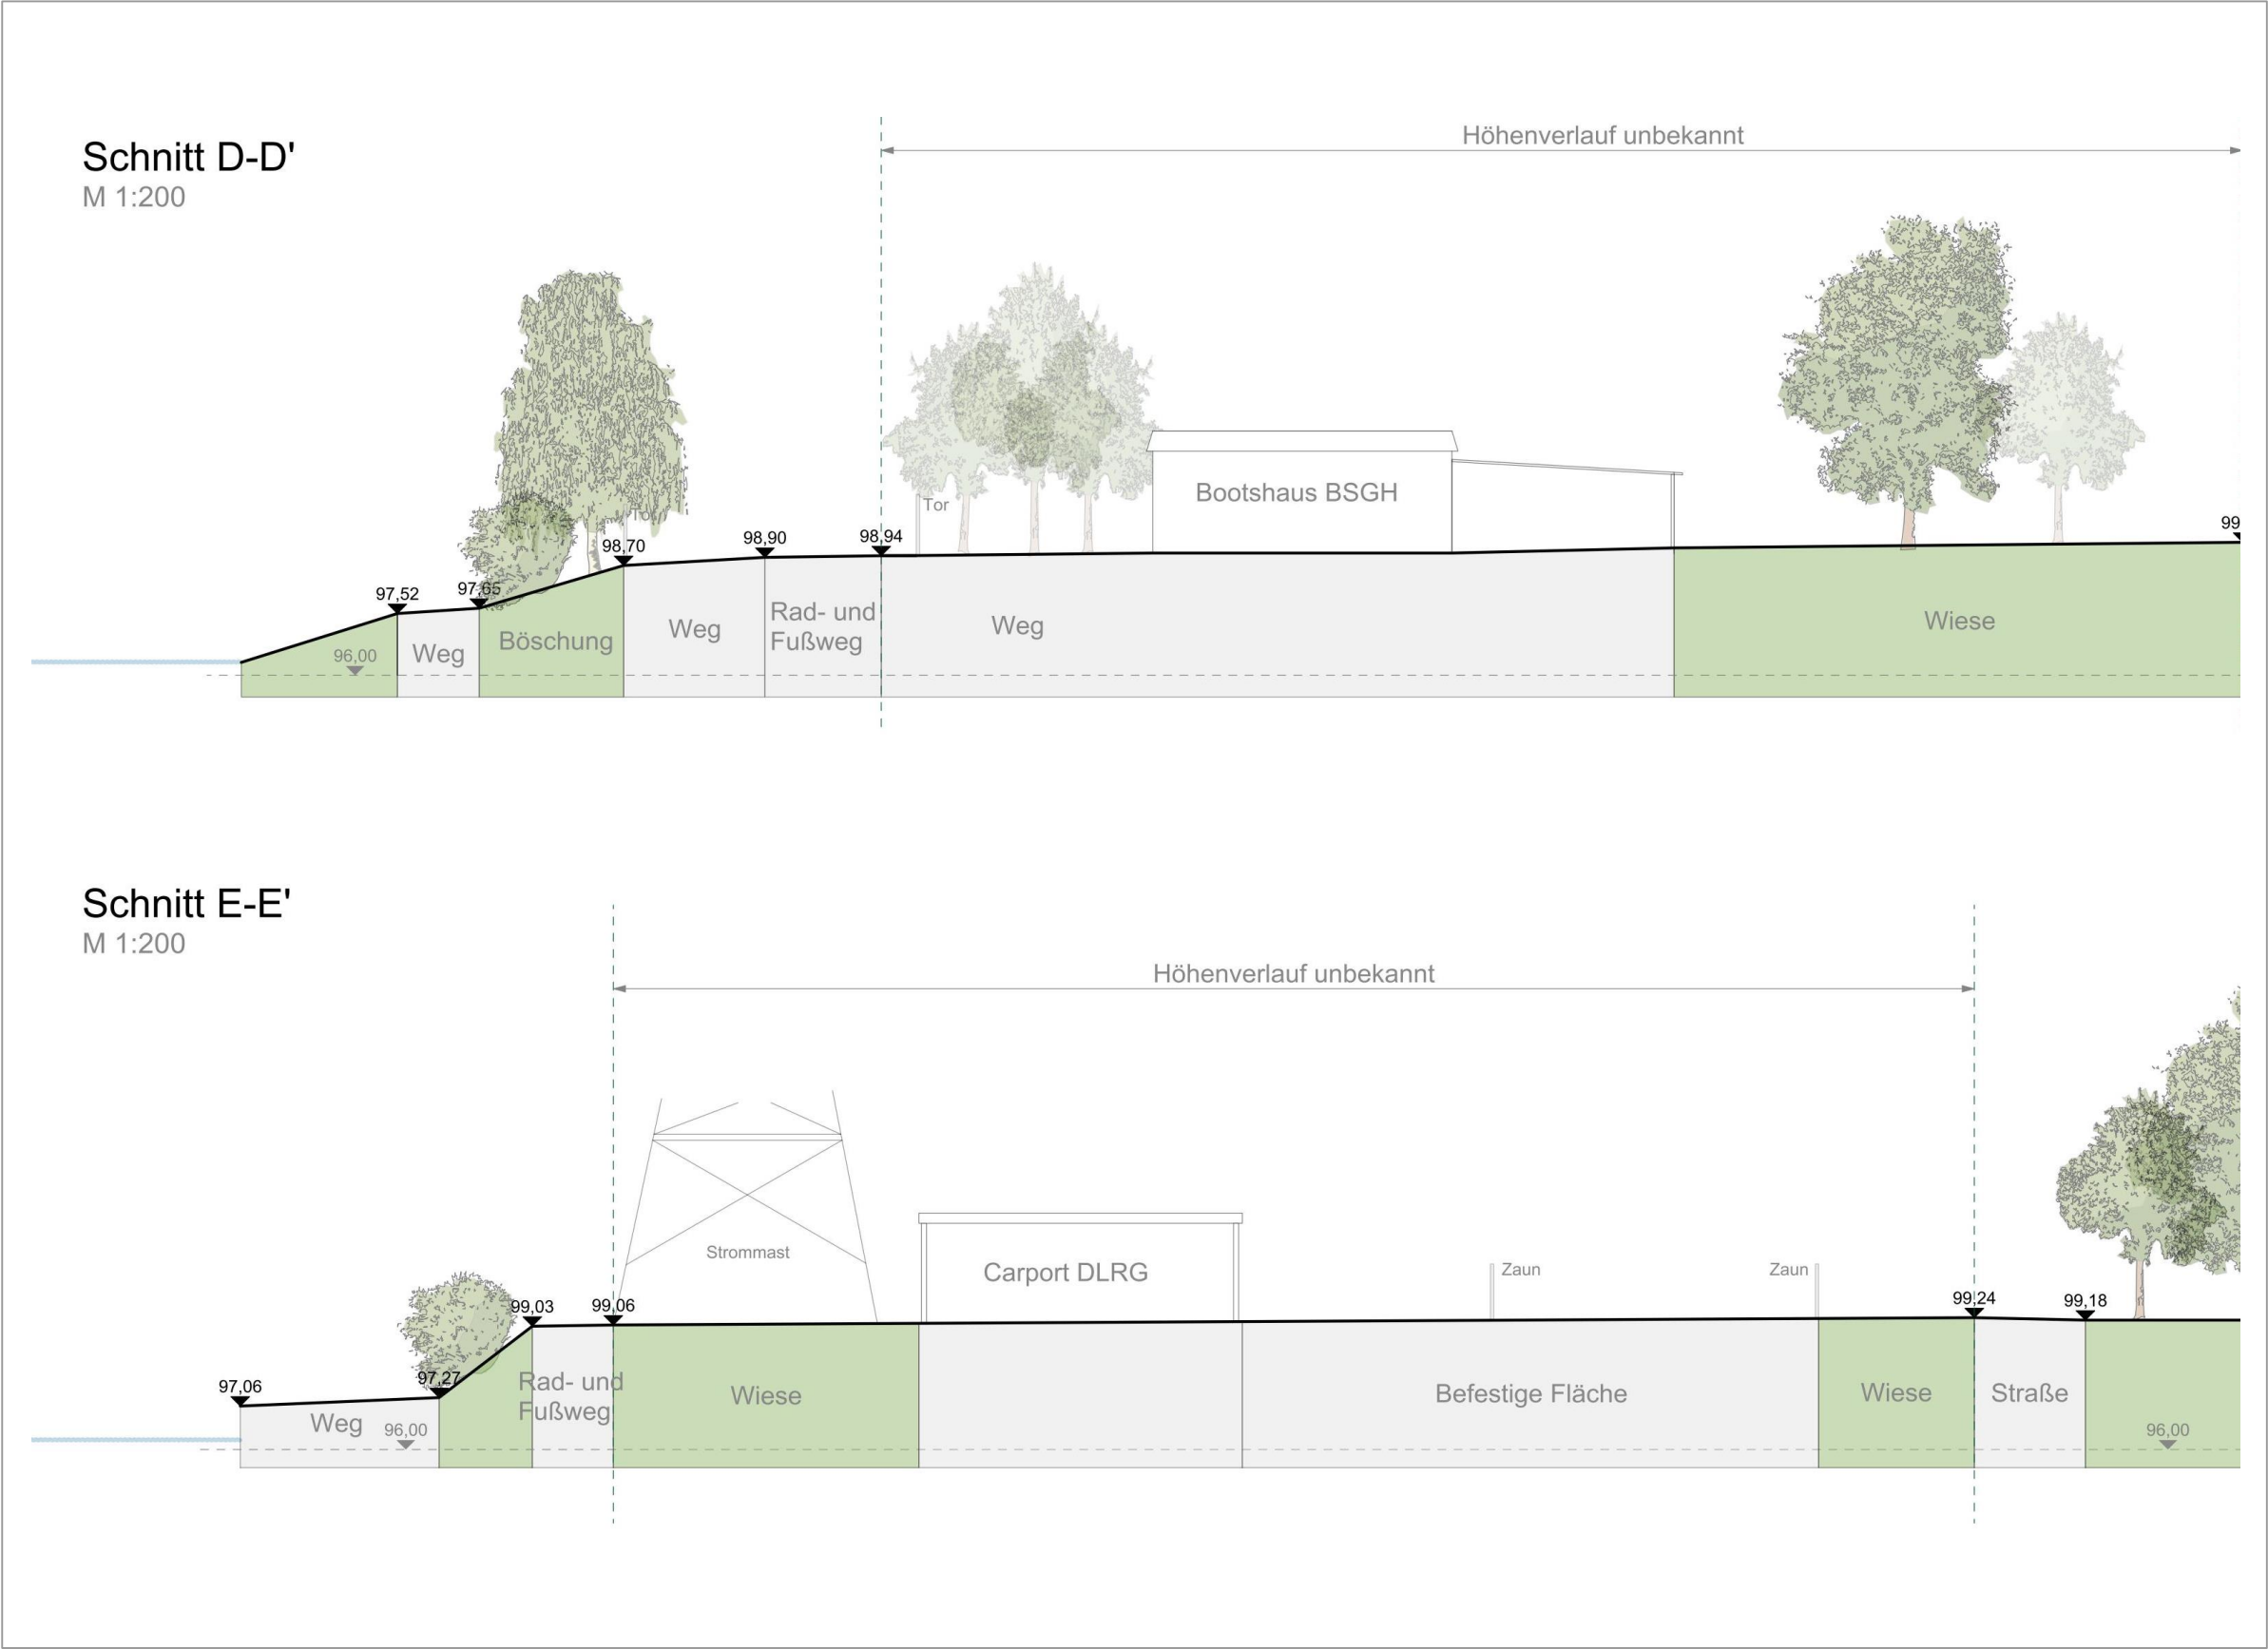 Höhenverlauf unbekannt
Schnitt D-D'
M 1:200
Tor
Bootshaus BSGH
98,70
98,90
98,94
99
97,52
97,65
Rad- und
Fußweg
Weg
Böschung
Weg
Weg
Wiese
96,00
Schnitt E-E'
M 1:200
Höhenverlauf unbekannt
Strommast
Carport DLRG
Zaun
Zaun
99,03
99,06
99,24
99,18
97,06
97,27
Rad- und
Fußweg
Weg
96,00
Wiese
Befestige Fläche
Wiese
Straße
96,00